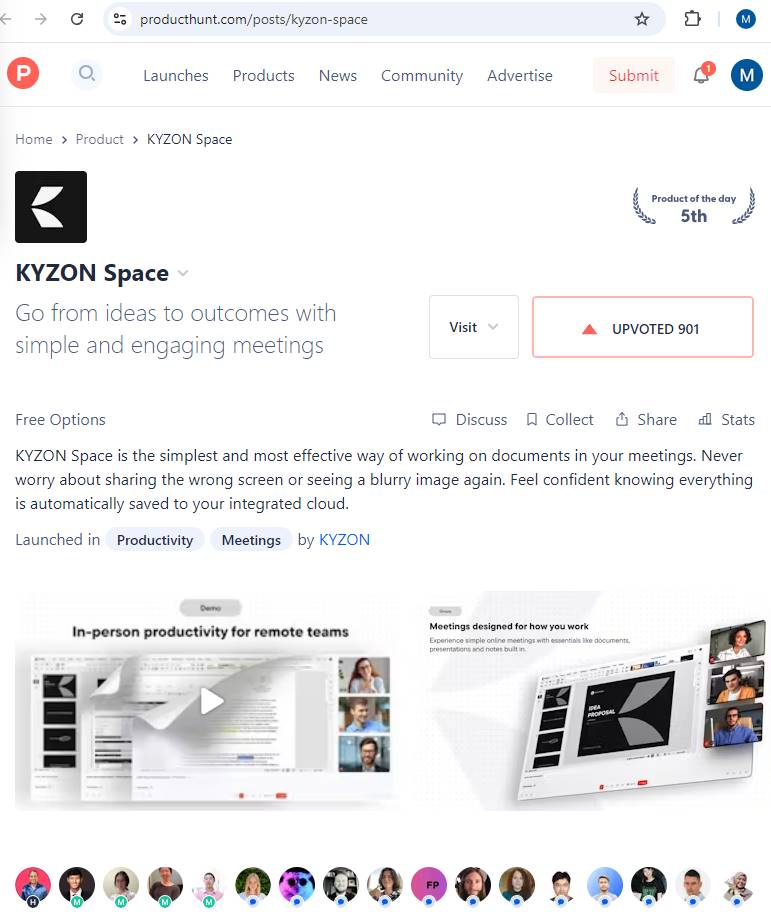 producthunt.com/posts/kyzon-space
M
P
Launches Products News Community Advertise Submit 1 M
Home > Product > KYZON Space
Product of the day
5th
KYZON Space
Go from ideas to outcomes with
simple and engaging meetings
Visit
UPVOTED 901
Free Options
Discuss Collect Share Stats
KYZON Space is the simplest and most effective way of working on documents in your meetings. Never
worry about sharing the wrong screen or seeing a blurry image again. Feel confident knowing everything
is automatically saved to your integrated cloud.
Launched in Productivity Meetings by KYZON
Demo
In-person productivity for remote teams
Meetings designed for how you work
Experience simple online meetings with essentials like documents,
presentations and notes built in.
IDEA
PROPOSAL
FP
H M M M M